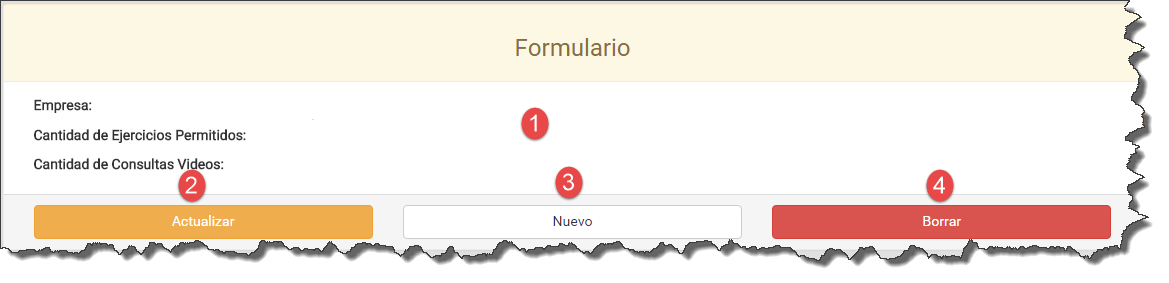 Formulario
Empresa:
1
Cantidad de Ejercicios Permitidos:
Cantidad de Consultas Videos:
2 3 4
Actualizar Nuevo Borrar